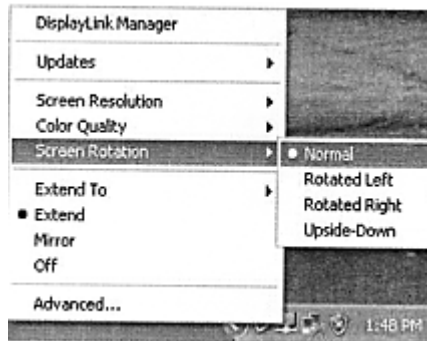 DisplayLink Manager
Updates
Screen Resolution
Color Quality
Screen Rotation
Normal
Rotated Left
Rotated Right
Upside-Down
Extend To
Extend
Mirror
Off
Advanced...
1:48 PM